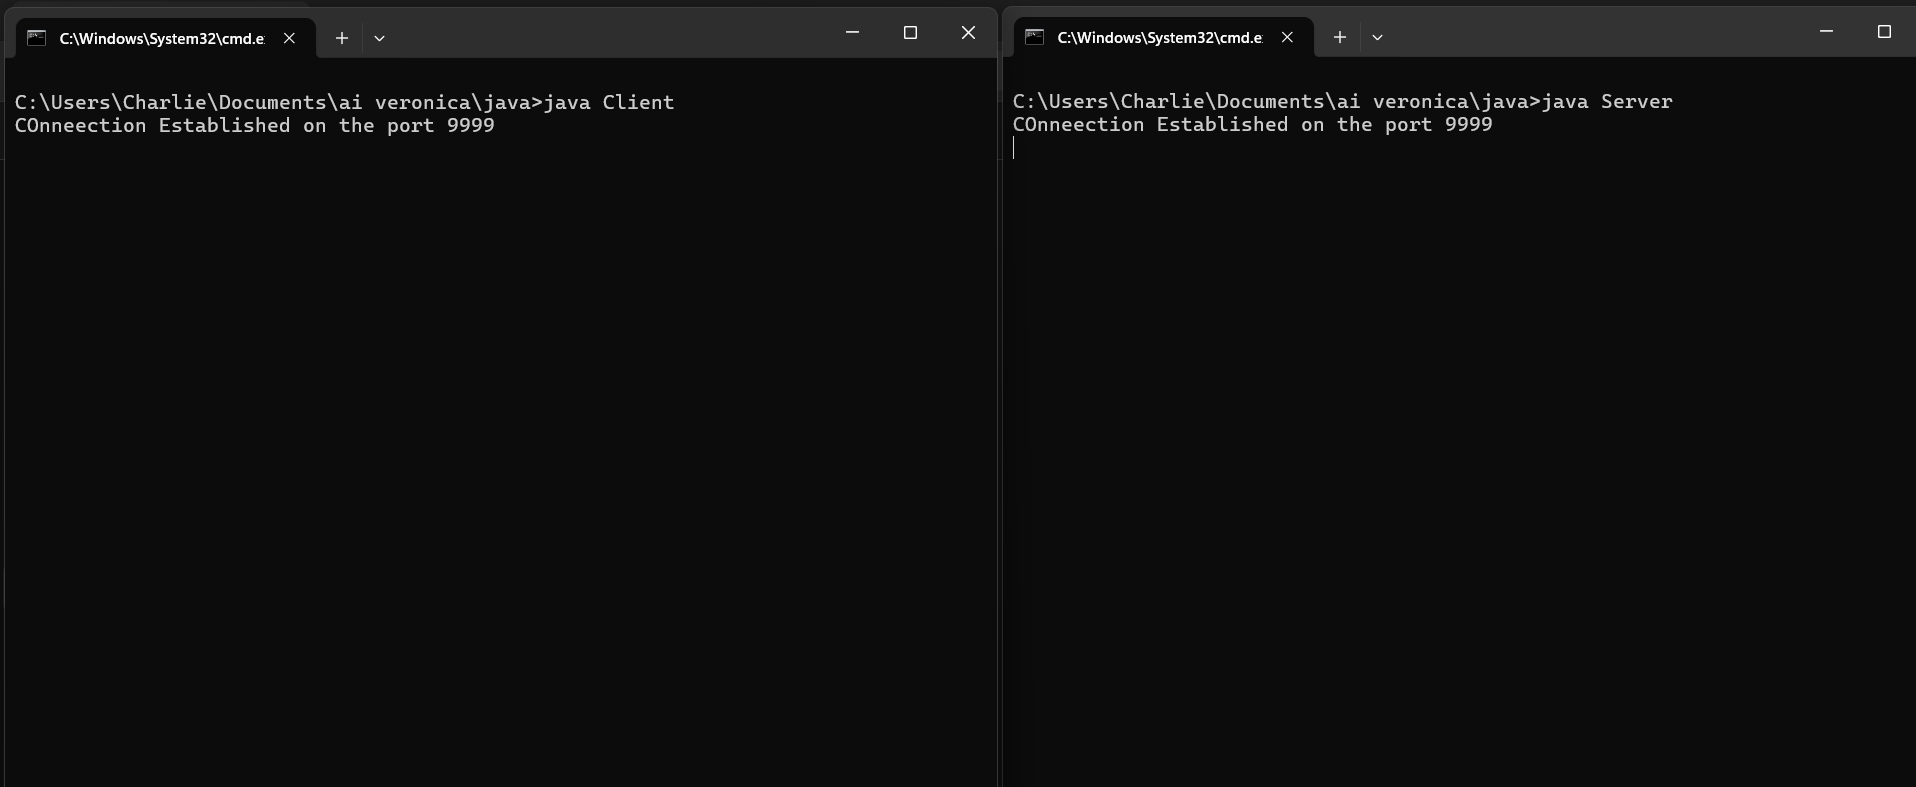 C:\Windows\System32\cmd.e
C:\Users\Charlie\Documents\ai veronica\java>java Client
COnneection Established on the port 9999
C:\Windows\System32\cmd.e
C:\Users\Charlie\Documents\ai veronica\java>java Server
COnneection Established on the port 9999